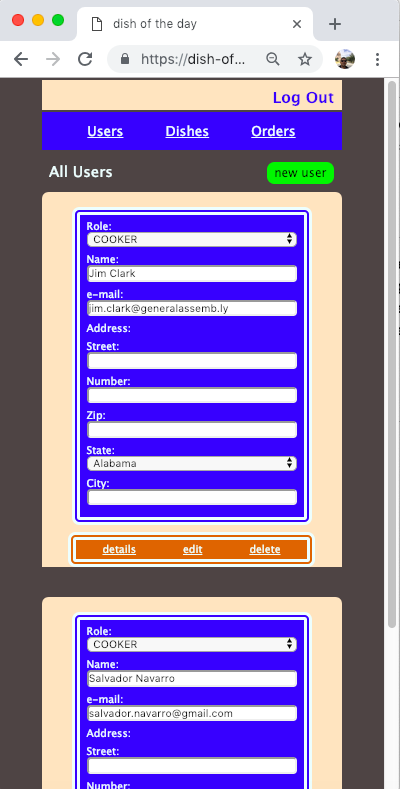 dish of the day
https://dish-of...
Log Out
Users Dishes Orders
All Users new user
Role:
COOKER
Name:
Jim Clark
e-mail:
jim.clark@generalassemb.ly
Address:
Street:
Number:
Zip:
State:
Alabama
City:
details edit delete
Role:
COOKER
Name:
Salvador Navarro
e-mail:
salvador.navarro@gmail.com
Address:
Street:
Number: